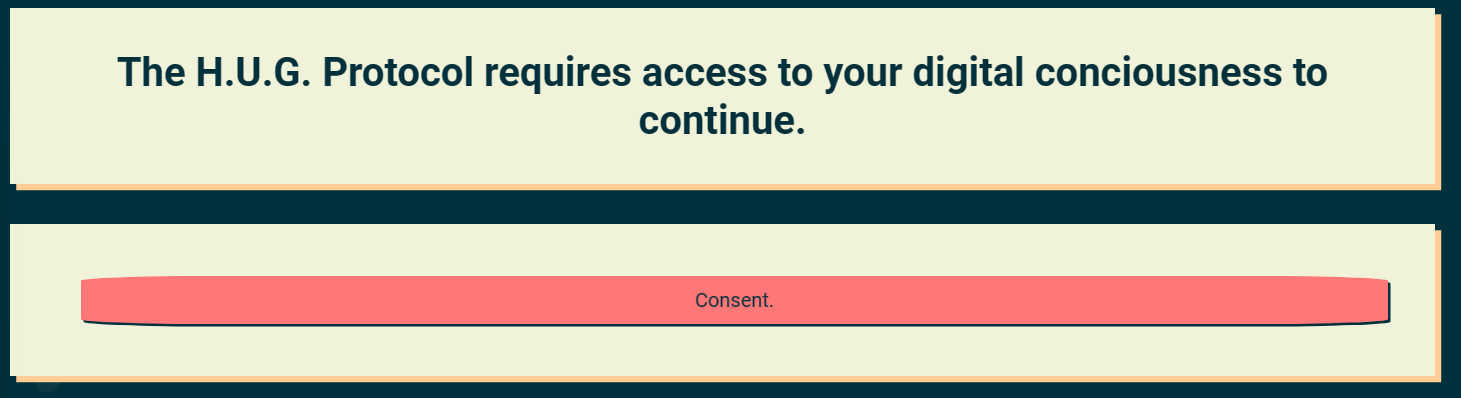 The H.U.G. Protocol requires access to your digital conciousness to
continue.
Consent.